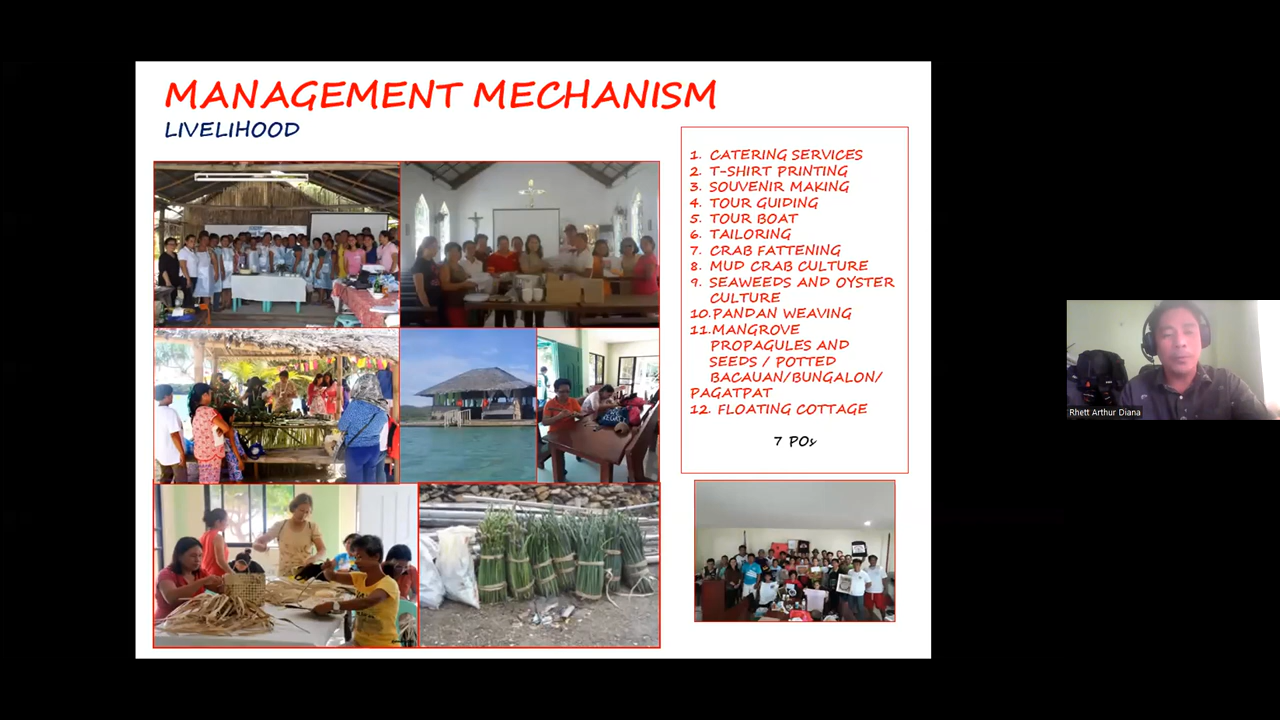 MANAGEMENT MECHANISM
LIVELIHOOD
1. CATERING SERVICES
2. T-SHIRT PRINTING
3. SOUVENIR MAKING
4. TOUR GUIDING
5. TOUR BOAT
6. TAILORING
7. CRAB FATTENING
8. MUD CRAB CULTURE
9. SEAWEEDS AND OYSTER
CULTURE
10.PANDAN WEAVING
11.MANGROVE
PROPAGULES AND
SEEDS / POTTED
BACAUAN/BUNGALON/
PAGATPAT
12. FLOATING COTTAGE
7 POs
Rhett Arthur Diana